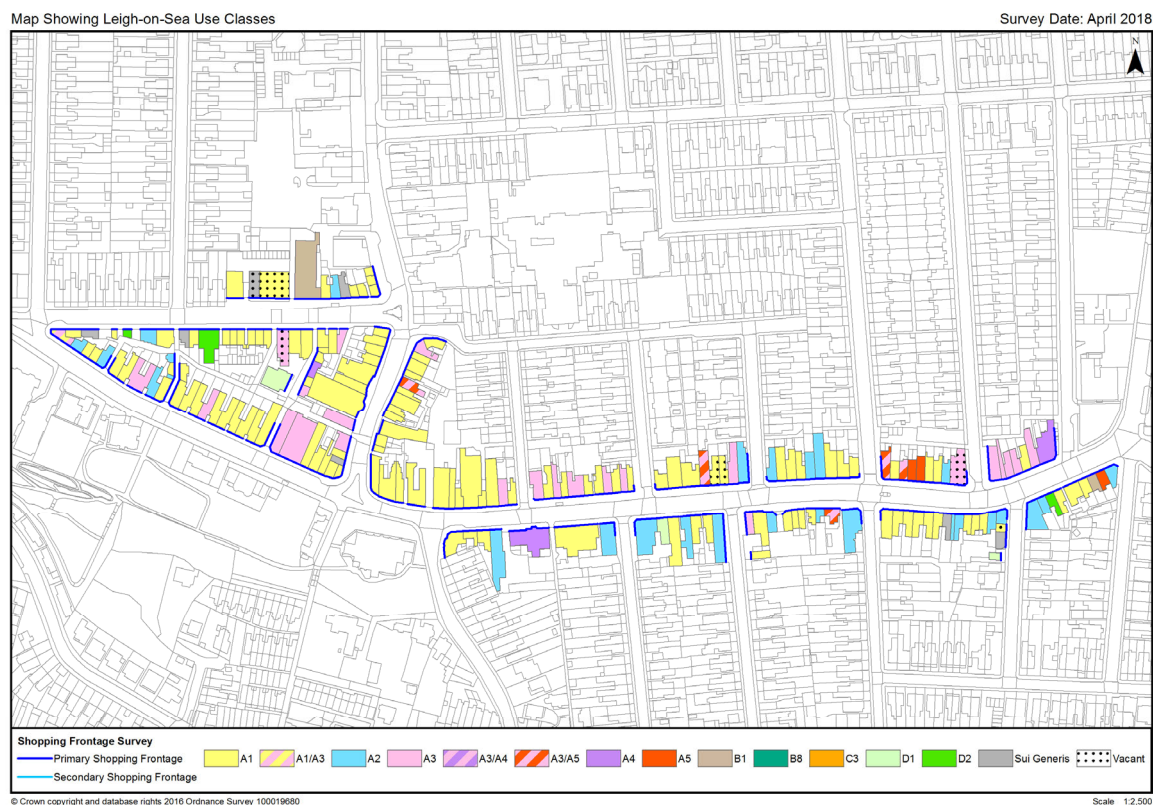 Map Showing Leigh-on-Sea Use Classes
Survey Date: April 2018
N
Shopping Frontage Survey
Primary Shopping Frontage
Secondary Shopping Frontage
A1
A1/A3
A2
A3
A3/A4
A3/A5
A4
A5
B1
B8
C3
D1
D2
Sui Generis
Vacant
© Crown copyright and database rights 2016 Ordnance Survey 100019680
Scale 1:2,500